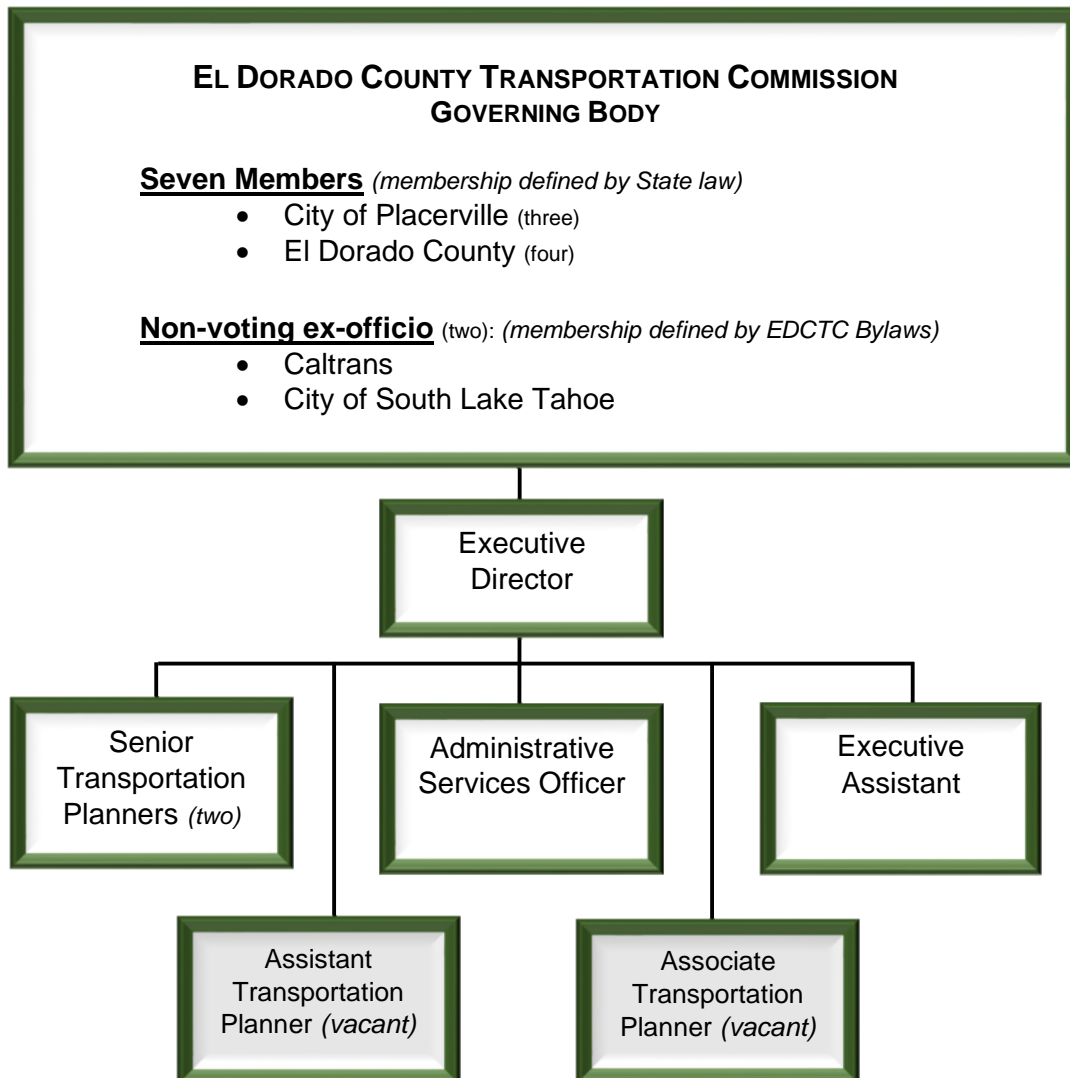 EL DORADO COUNTY TRANSPORTATION COMMISSION
GOVERNING BODY
Seven Members (membership defined by State law)
• City of Placerville (three)
• El Dorado County (four)
Non-voting ex-officio (two): (membership defined by EDCTC Bylaws)
• Caltrans
• City of South Lake Tahoe
Executive
Director
Senior
Transportation
Planners (two)
Administrative
Services Officer
Executive
Assistant
Assistant
Transportation
Planner (vacant)
Associate
Transportation
Planner (vacant)